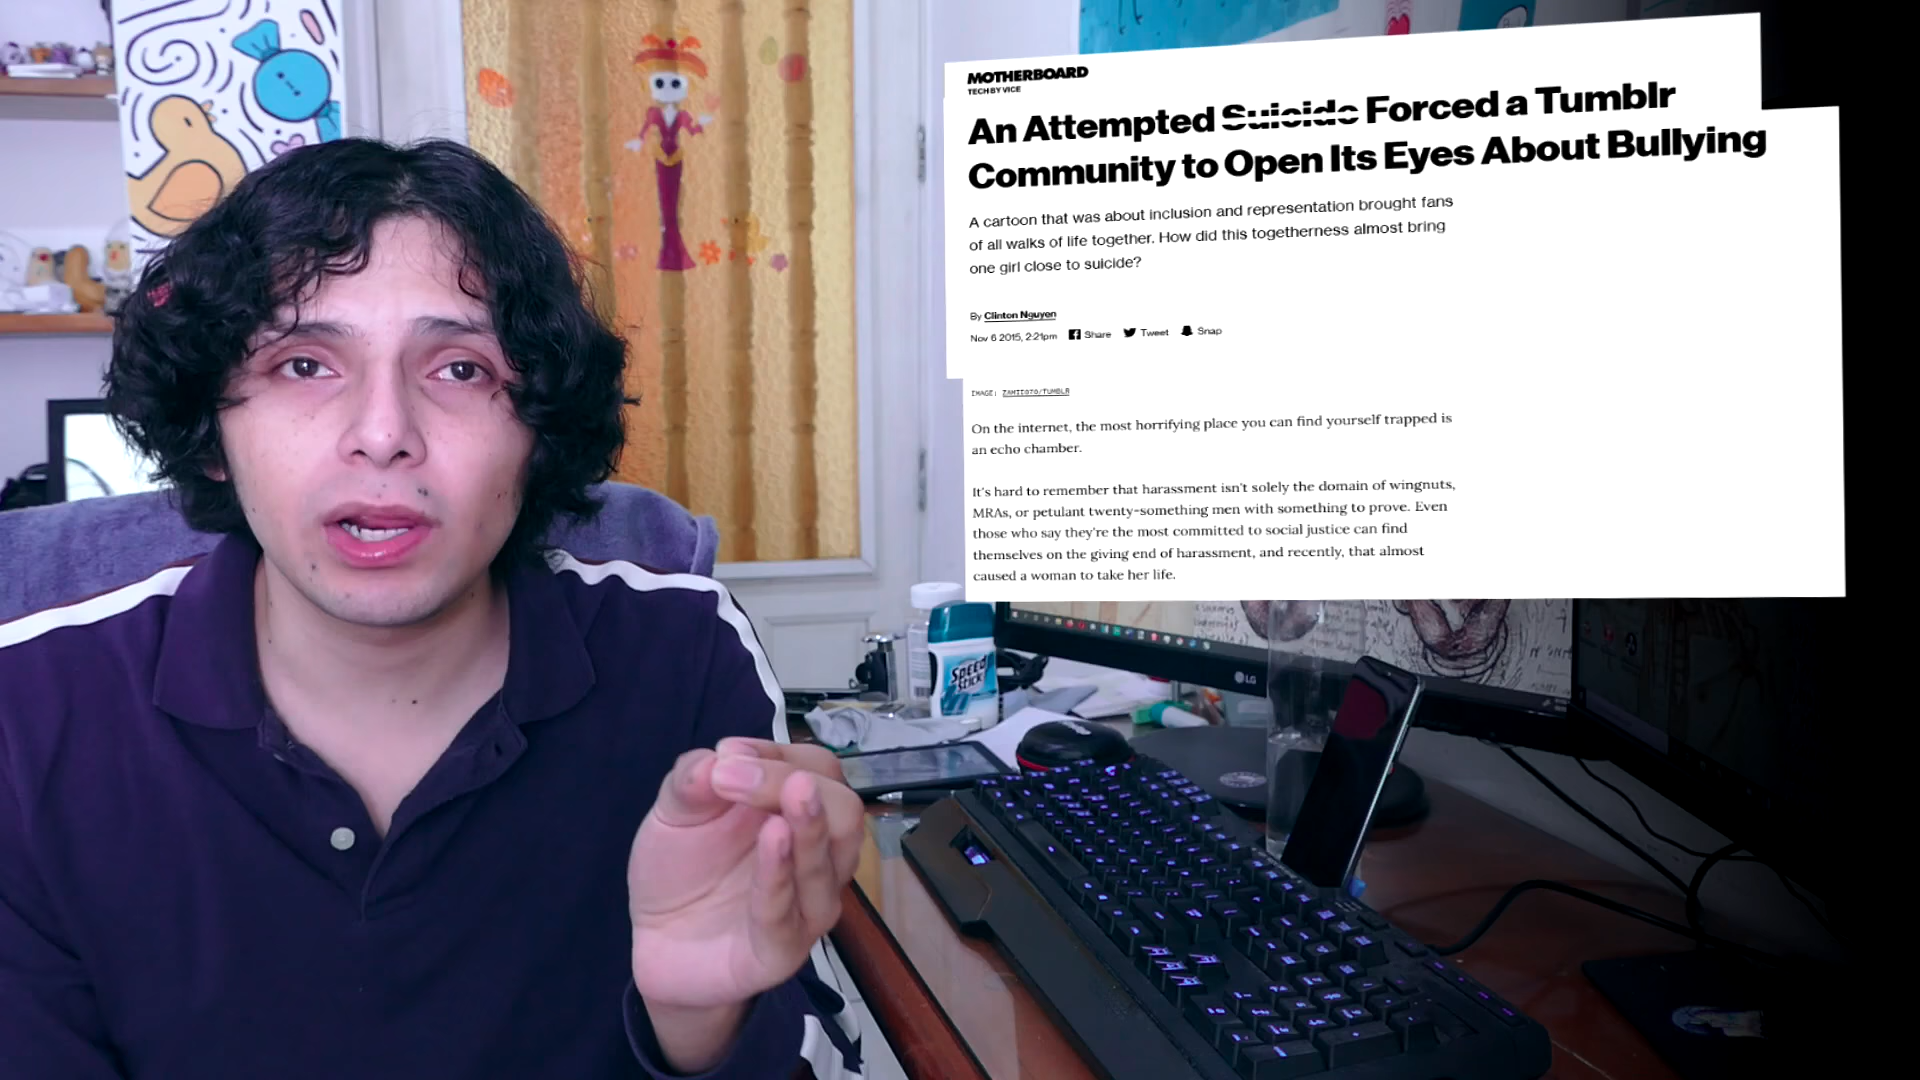 MOTHERBOARD
TECH BY VICE
An Attempted Suicide Forced a Tumblr
Community to Open Its Eyes About Bullying
A cartoon that was about inclusion and representation brought fans
of all walks of life together. How did this togetherness almost bring
one girl close to suicide?
By Clinton Nguyen
Nov 6 2015, 2:21pm Share Tweet Snap
IMAGE: ZAMII070/TUMBLR
On the internet, the most horrifying place you can find yourself trapped is
an echo chamber.
It's hard to remember that harassment isn't solely the domain of wingnuts,
MRAs, or petulant twenty-something men with something to prove. Even
those who say they're the most committed to social justice can find
themselves on the giving end of harassment, and recently, that almost
caused a woman to take her life.
SPEED
STICK
LG